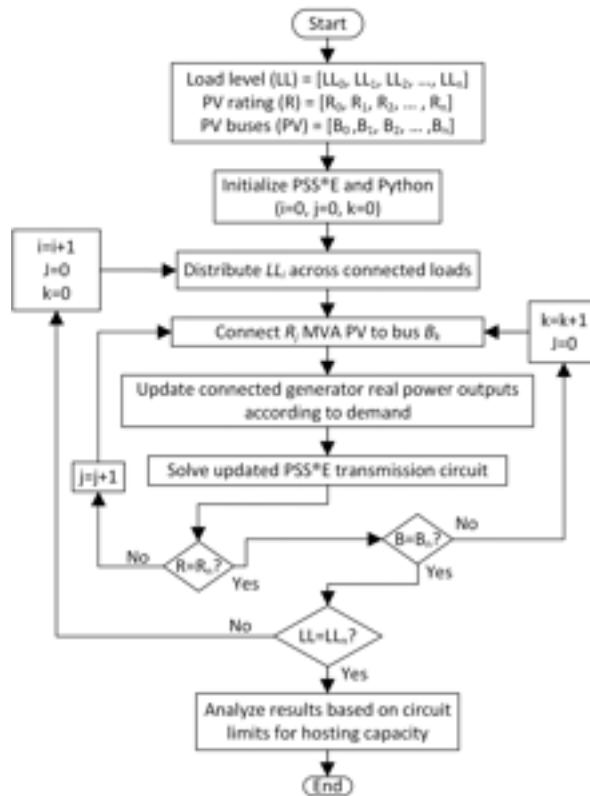 Start
Load level (LL) = [LL₀, LL₁, LL₂, ..., LLₙ]
PV rating (R) = [R₀, R₁, R₂, ... , Rₙ]
PV buses (PV) = [B₀,B₁, B₂, ... ,Bₙ]
Initialize PSS®E and Python
(i=0, j=0, k=0)
i=i+1
J=0
k=0
Distribute LLᵢ across connected loads
Connect Rⱼ MVA PV to bus Bₖ
k=k+1
J=0
Update connected generator real power outputs
according to demand
j=j+1
Solve updated PSS®E transmission circuit
No
R=Rₙ?
Yes
B=Bₙ?
No
Yes
No
LL=LLₙ?
Yes
Analyze results based on circuit
limits for hosting capacity
End